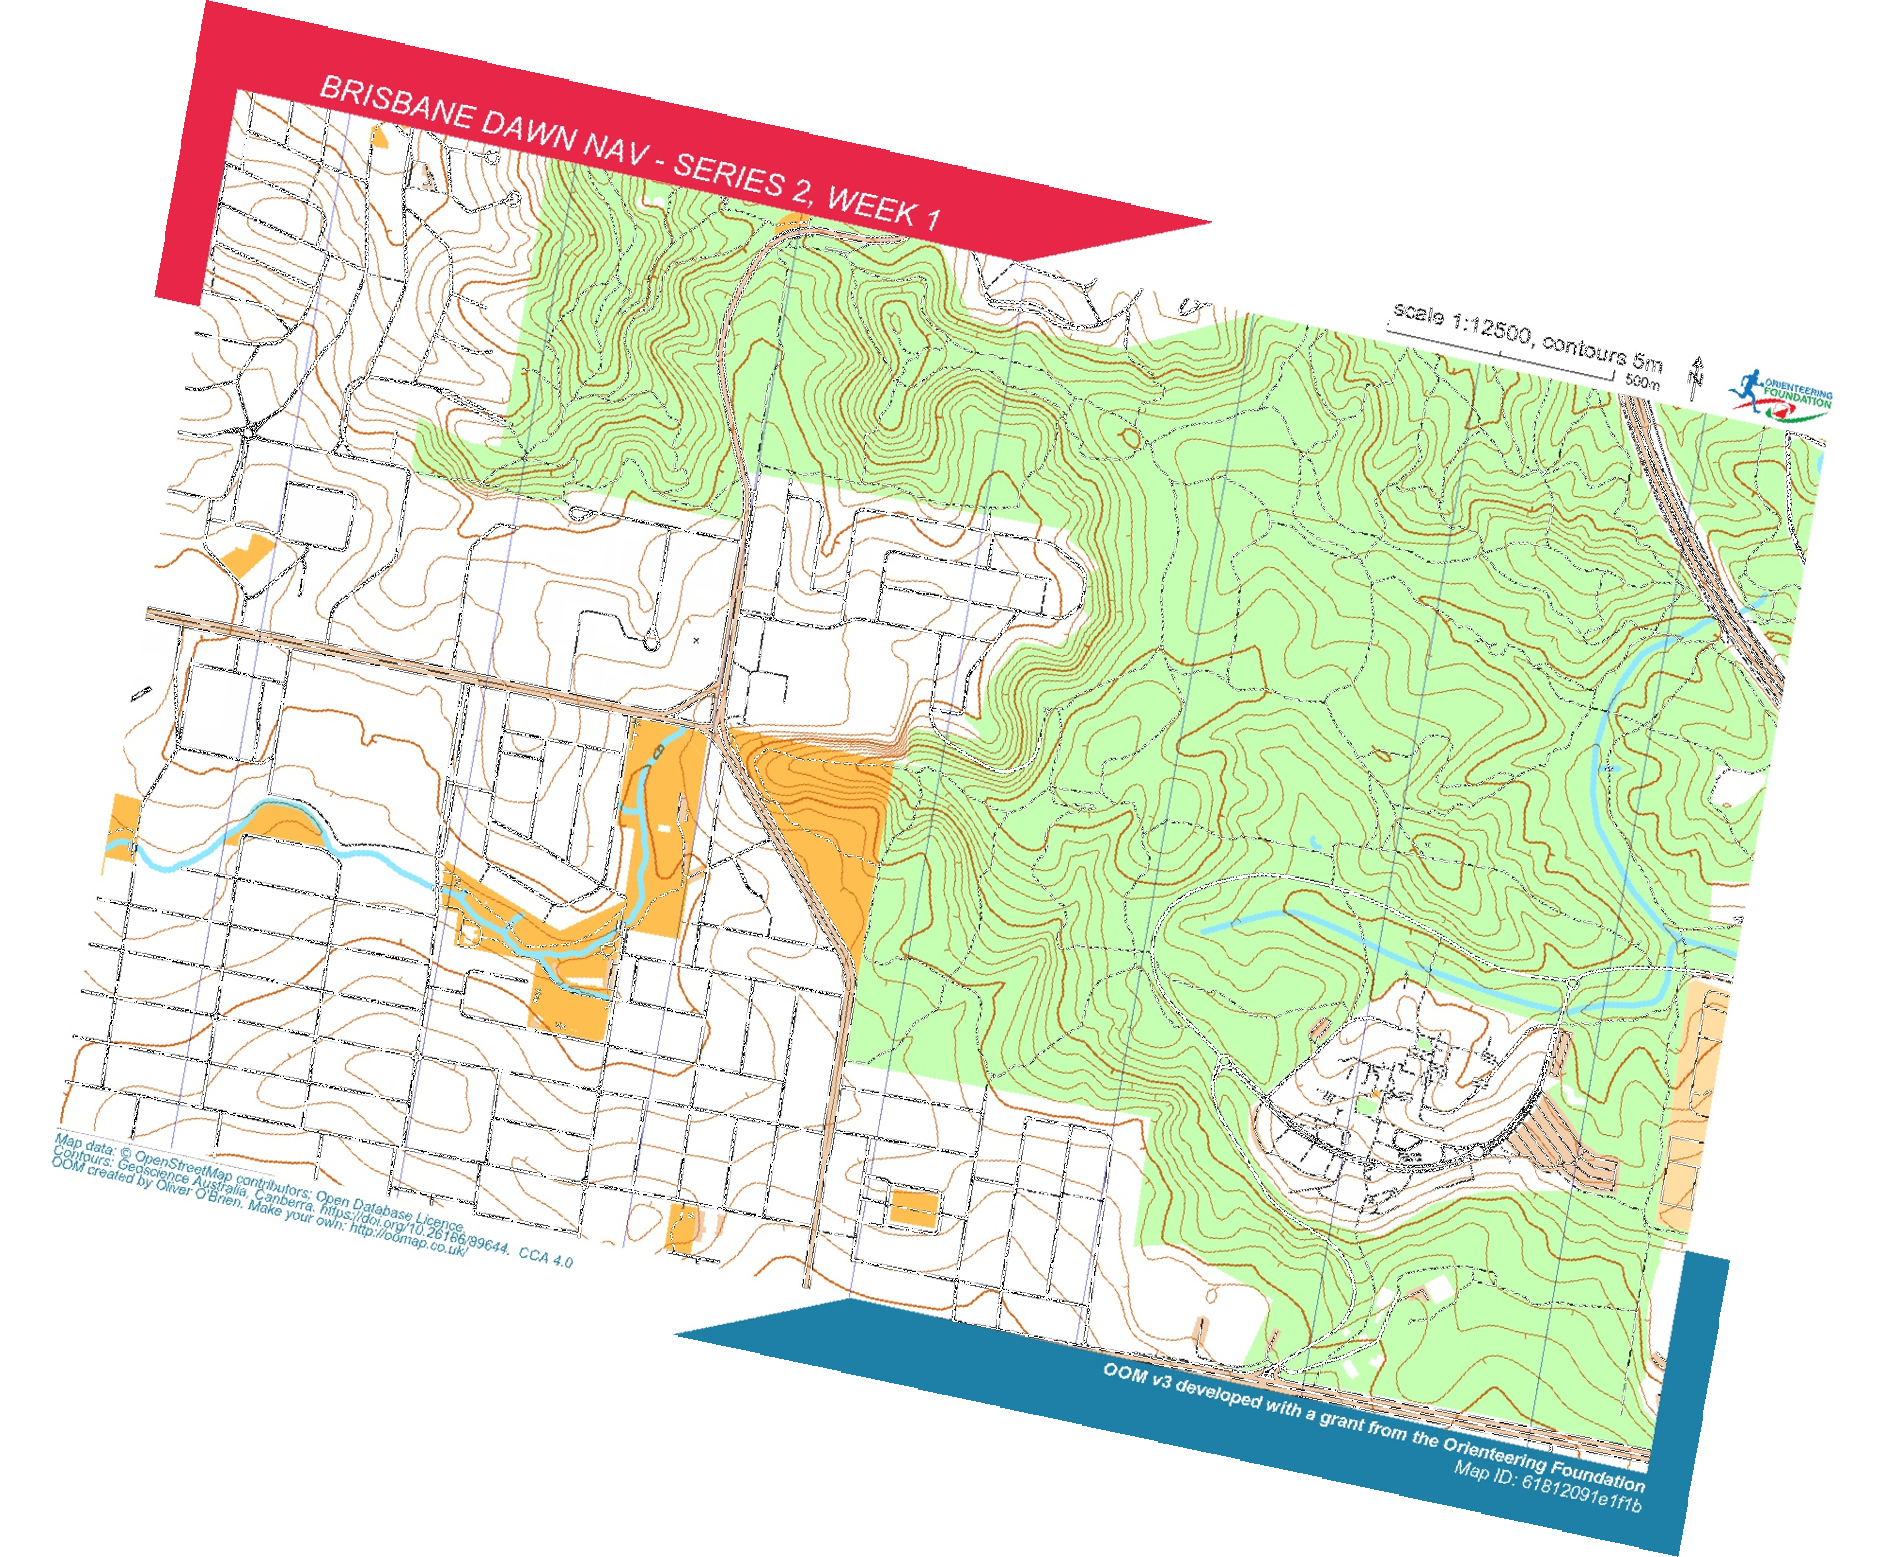 BRISBANE DAWN NAV - SERIES 2, WEEK 1
scale 1:12500, contours 5m
500m
ORIENTEERING
FOUNDATION
Map data: © OpenStreetMap contributors, Open Database Licence.
Contours: Geoscience Australia, Canberra. https://doi.org/10.26186/89644. CCA 4.0
OOM created by Oliver O'Brien. Make your own: http://oomap.co.uk/
OOM v3 developed with a grant from the Orienteering Foundation
Map ID: 61812091e1f1b